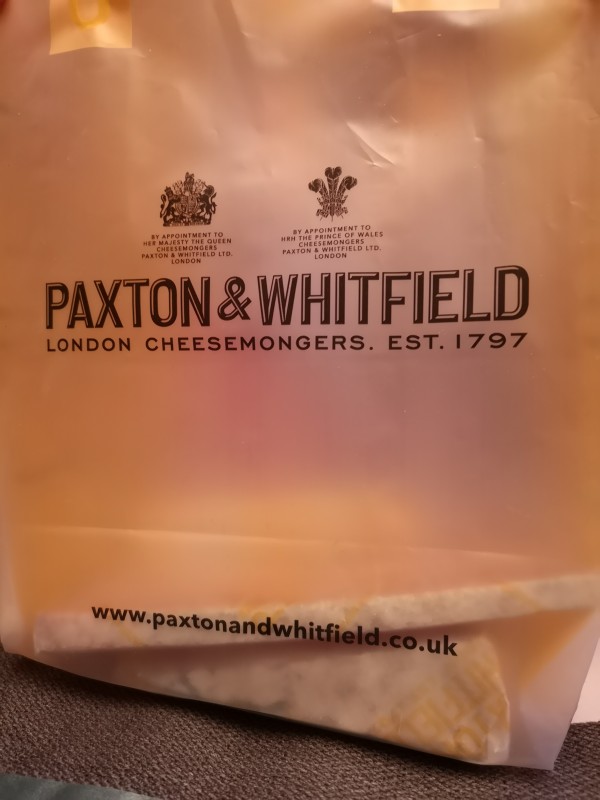 BY APPOINTMENT TO
HER MAJESTY THE QUEEN
CHEESEMONGERS
PAXTON & WHITFIELD LTD.
LONDON
BY APPOINTMENT TO
HRH THE PRINCE OF WALES
CHEESEMONGERS
PAXTON & WHITFIELD LTD.
LONDON
PAXTON & WHITFIELD
LONDON CHEESEMONGERS. EST. 1797
www.paxtonandwhitfield.co.uk